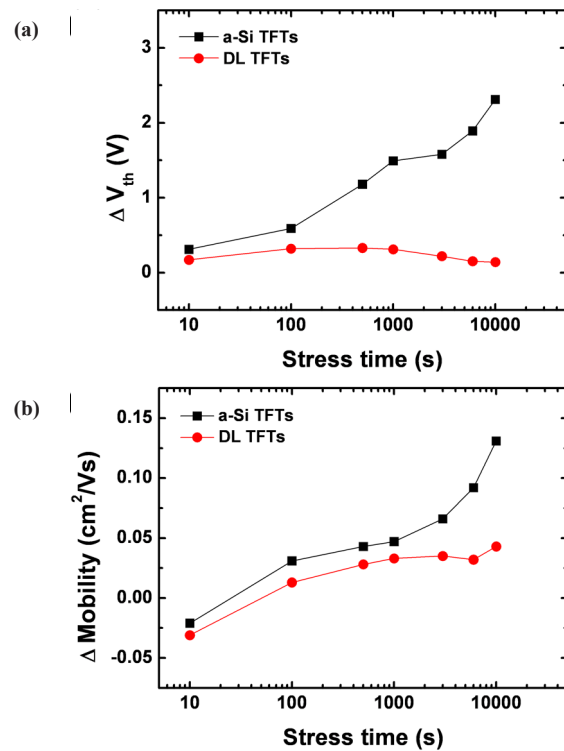 (a)
a-Si TFTs
DL TFTs
3
2
1
0
Δ V_th (V)
10 100 1000 10000
Stress time (s)
(b)
a-Si TFTs
DL TFTs
0.15
0.10
0.05
0.00
-0.05
Δ Mobility (cm²/Vs)
10 100 1000 10000
Stress time (s)